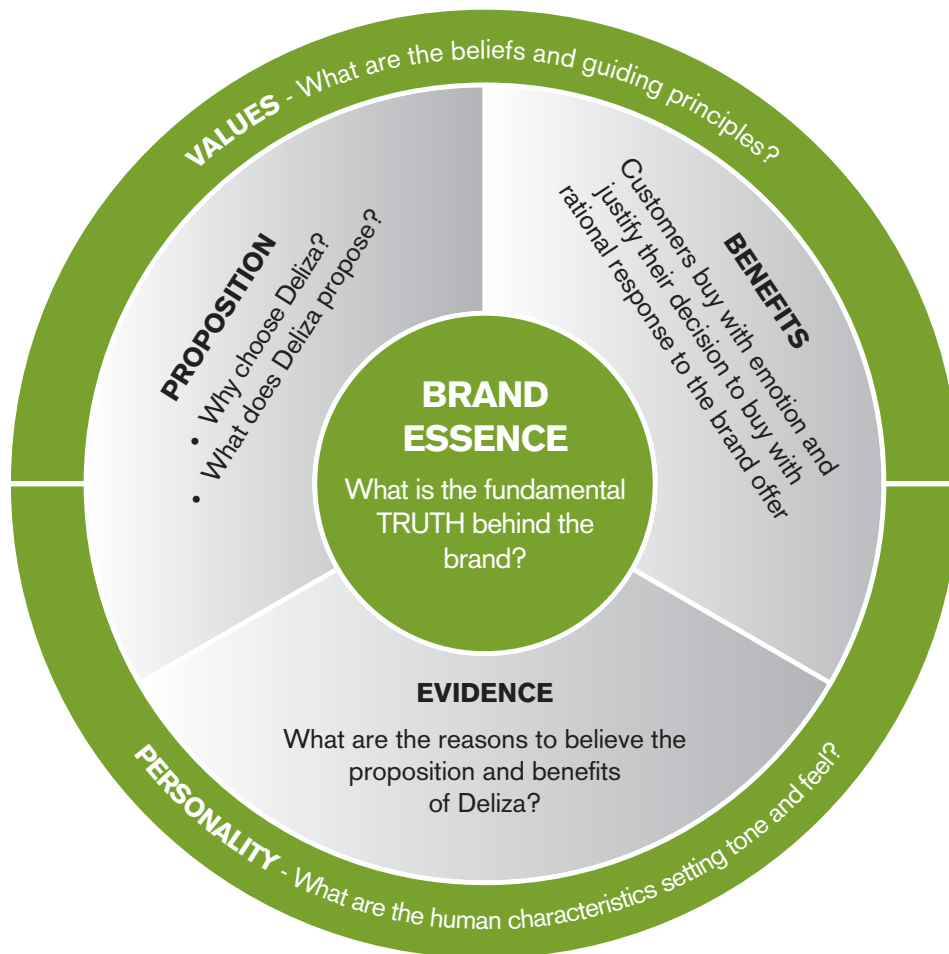 VALUES - What are the beliefs and guiding principles?
PROPOSITION
• Why choose Deliza?
• What does Deliza propose?
BENEFITS
Customers buy with emotion and
justify their decision to buy with
rational response to the brand offer
BRAND
ESSENCE
What is the fundamental
TRUTH behind the
brand?
EVIDENCE
What are the reasons to believe the
proposition and benefits
of Deliza?
PERSONALITY - What are the human characteristics setting tone and feel?